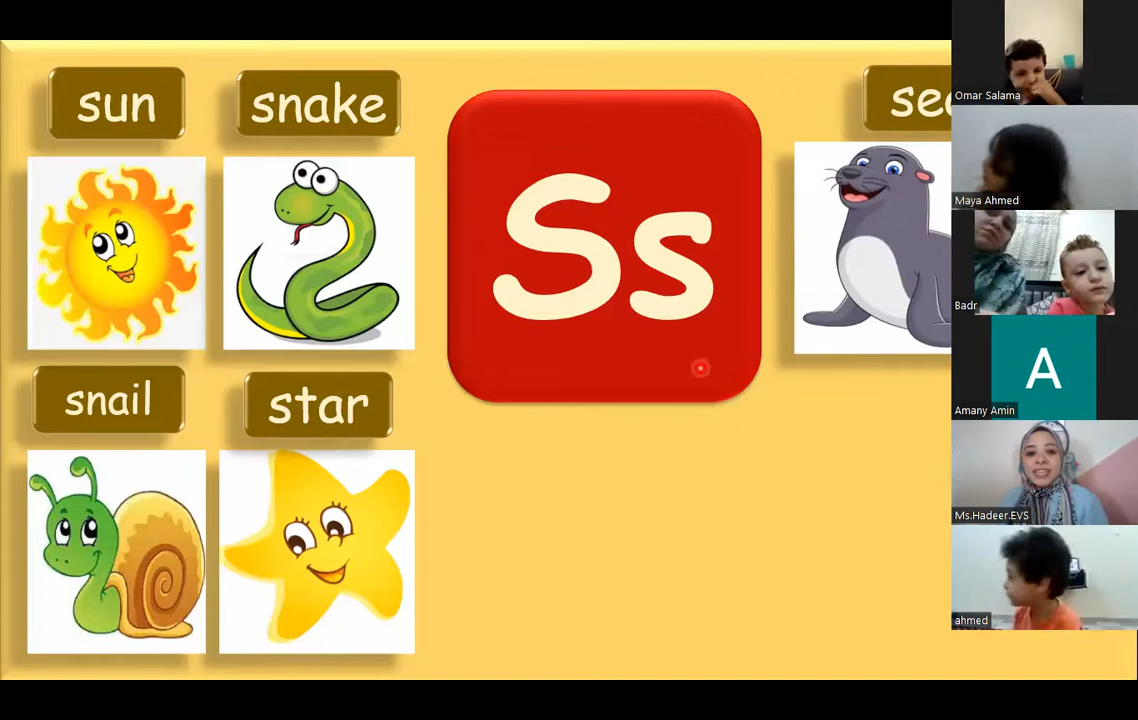 sun
snake
Ss
snail
star
Omar Salama
Maya Ahmed
Badr
A
Amany Amin
Ms.Hadeer.EVS
ahmed